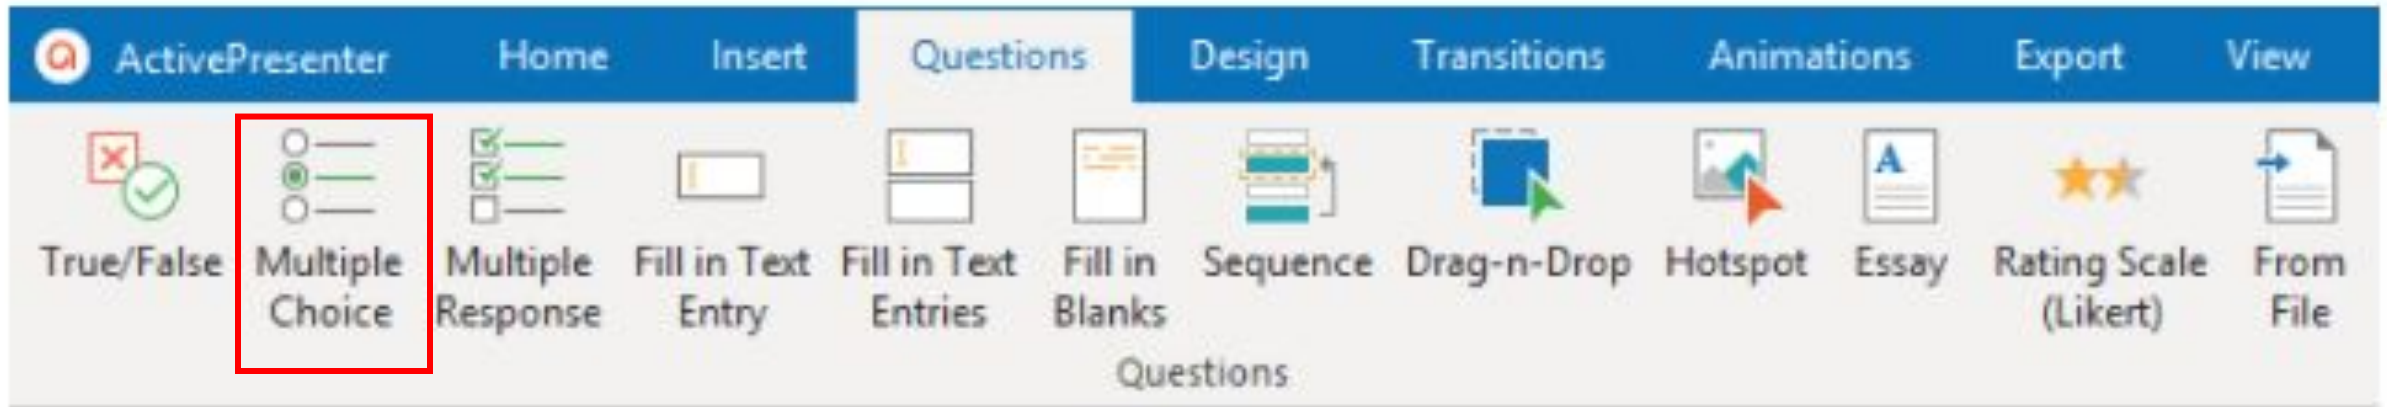 ActivePresenter Home Insert Questions Design Transitions Animations Export View
True/False Multiple Multiple Fill in Text Fill in Text Fill in Sequence Drag-n-Drop Hotspot Essay Rating Scale From
Choice Response Entry Entries Blanks (Likert) File
Questions